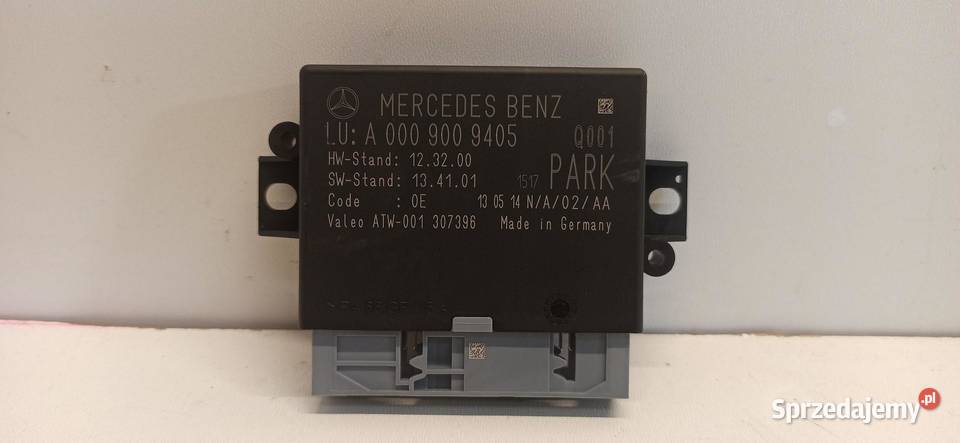 MERCEDES BENZ
LU: A 000 900 9405 Q001
HW-Stand: 12.32.00
SW-Stand: 13.41.01 1517 PARK
Code : 0E 13 05 14 N/A/02/AA
Valeo ATW-001 307396 Made in Germany
Sprzedajemy.pl